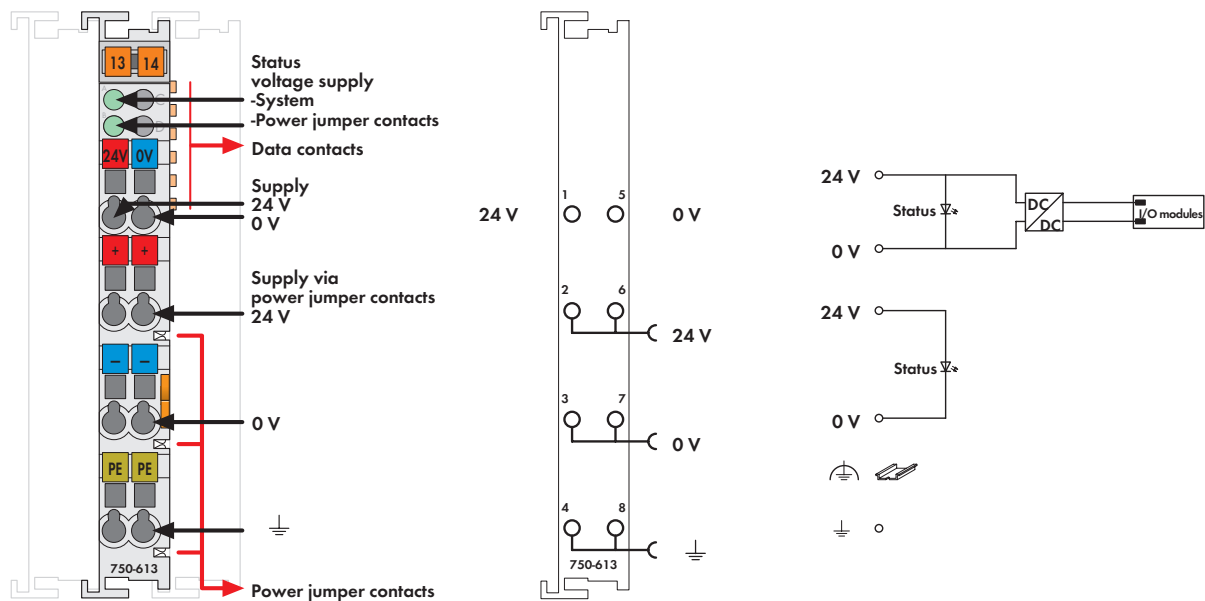 13 14
Status
voltage supply
-System
-Power jumper contacts
A C
B D
24V 0V
Data contacts
Supply
24 V
0 V
+ +
Supply via
power jumper contacts
24 V
– –
0 V
PE PE
750-613
Power jumper contacts
1 5
24 V
0 V
2 6
24 V
3 7
0 V
4 8
750-613
24 V
Status
DC
DC
I/O modules
0 V
24 V
Status
0 V